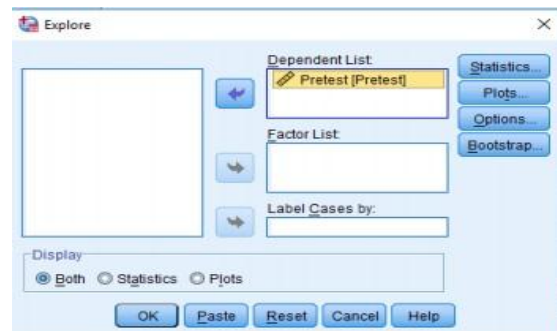 Explore
Dependent List:
Pretest [Pretest]
Statistics...
Plots...
Factor List:
Options...
Bootstrap...
Label Cases by:
Display
Both Statistics Plots
OK Paste Reset Cancel Help